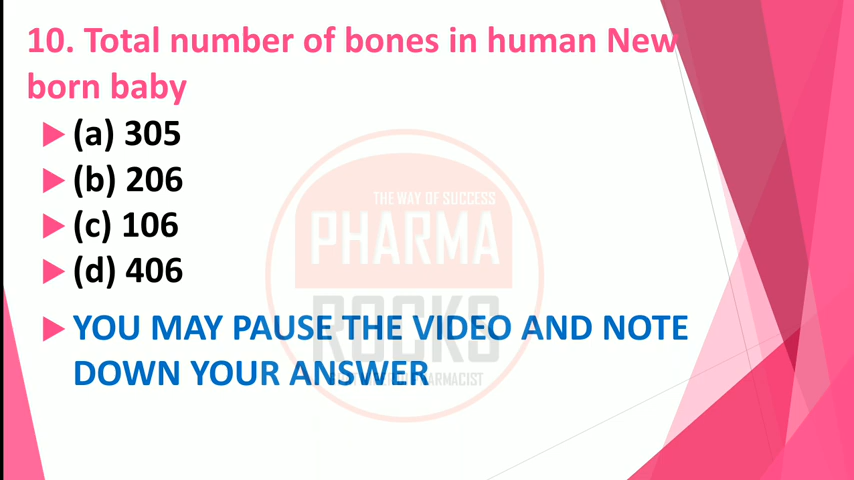 10. Total number of bones in human New
born baby
(a) 305
(b) 206
(c) 106
(d) 406
YOU MAY PAUSE THE VIDEO AND NOTE
DOWN YOUR ANSWER
THE WAY OF SUCCESS
PHARMA
ROCKS